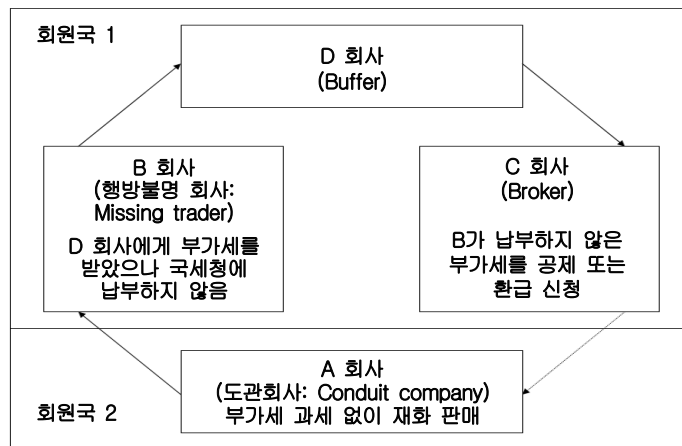 회원국 1
D 회사
(Buffer)
B 회사
(행방불명 회사:
Missing trader)
D 회사에게 부가세를
받았으나 국세청에
납부하지 않음
C 회사
(Broker)
B가 납부하지 않은
부가세를 공제 또는
환급 신청
A 회사
(도관회사: Conduit company)
부가세 과세 없이 재화 판매
회원국 2